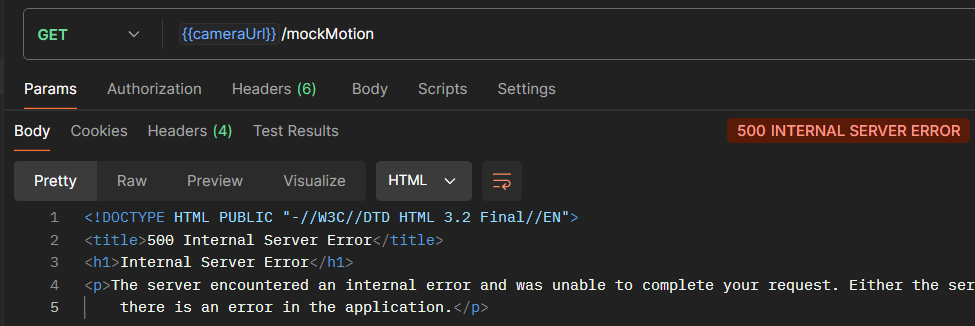 GET {{cameraUrl}} /mockMotion
Params Authorization Headers (6) Body Scripts Settings
Body Cookies Headers (4) Test Results 500 INTERNAL SERVER ERROR
Pretty Raw Preview Visualize HTML
1 <!DOCTYPE HTML PUBLIC "-//W3C//DTD HTML 3.2 Final//EN">
2 <title>500 Internal Server Error</title>
3 <h1>Internal Server Error</h1>
4 <p>The server encountered an internal error and was unable to complete your request. Either the ser
5 there is an error in the application.</p>